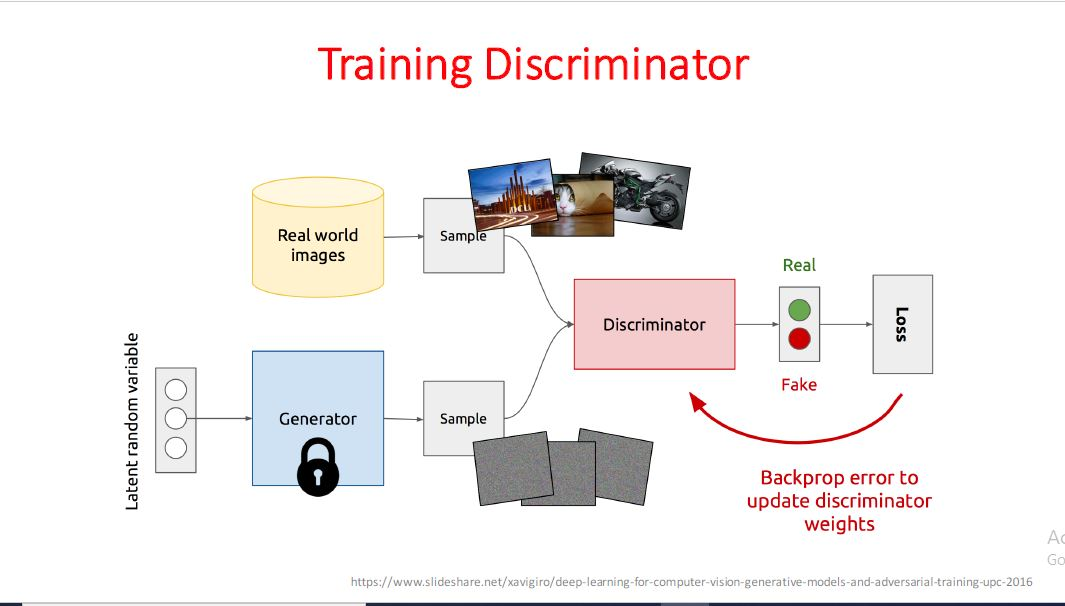 Training Discriminator
Real world
images
Sample
Real
Discriminator
Loss
Fake
Latent random variable
Generator
Sample
Backprop error to
update discriminator
weights
Ac
Go
https://www.slideshare.net/xavigiro/deep-learning-for-computer-vision-generative-models-and-adversarial-training-upc-2016